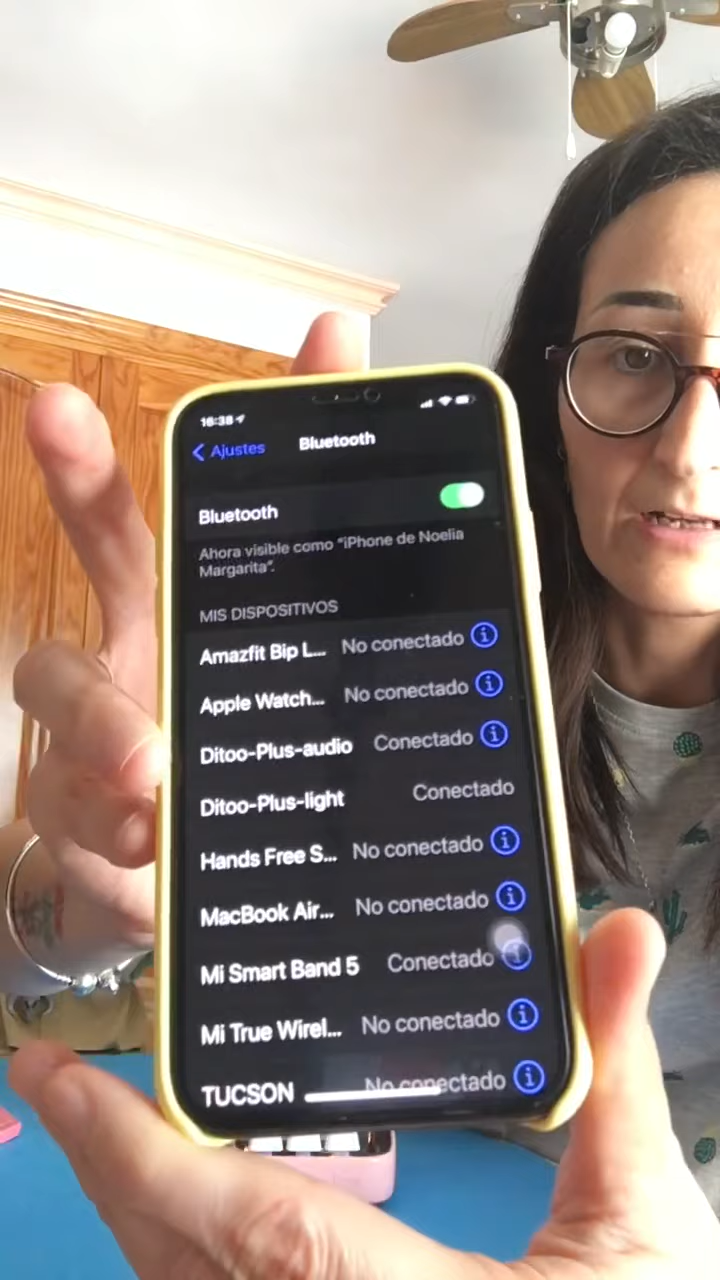 16:38
Ajustes Bluetooth
Bluetooth
Ahora visible como "iPhone de Noelia
Margarita".
MIS DISPOSITIVOS
Amazfit Bip L... No conectado
Apple Watch... No conectado
Ditoo-Plus-audio Conectado
Ditoo-Plus-light Conectado
Hands Free S... No conectado
MacBook Air... No conectado
Mi Smart Band 5 Conectado
Mi True Wirel... No conectado
TUCSON No conectado